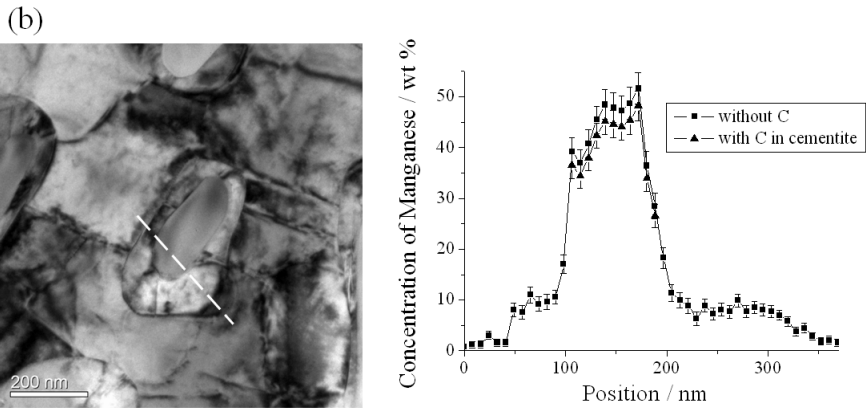 (b)
200 nm
Concentration of Manganese / wt %
50
40
30
20
10
0
without C
with C in cementite
0
100
200
300
Position / nm